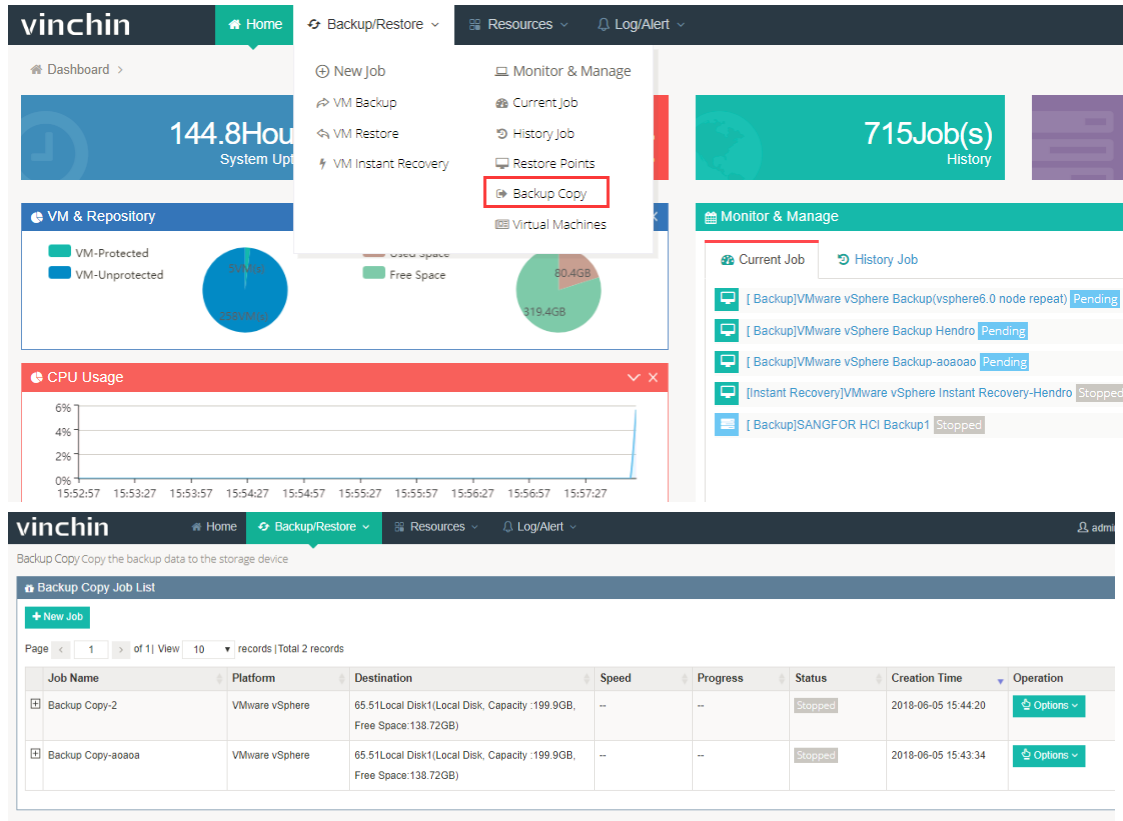 vinchin
Home
Backup/Restore
Resources
Log/Alert
Dashboard >
New Job
VM Backup
VM Restore
VM Instant Recovery
Monitor & Manage
Current Job
History Job
Restore Points
Backup Copy
Virtual Machines
144.8Hou
System Upt
715Job(s)
History
VM & Repository
VM-Protected
VM-Unprotected
Used Space
Free Space
80.4GB
319.4GB
CPU Usage
6%
4%
2%
0%
15:52:57 15:53:27 15:53:57 15:54:27 15:54:57 15:55:27 15:55:57 15:56:27 15:56:57 15:57:27
Monitor & Manage
Current Job
History Job
[ Backup]VMware vSphere Backup(vsphere6.0 node repeat) Pending
[ Backup]VMware vSphere Backup Hendro Pending
[ Backup]VMware vSphere Backup-aoaoao Pending
[Instant Recovery]VMware vSphere Instant Recovery-Hendro Stopped
[ Backup]SANGFOR HCI Backup1 Stopped
vinchin
Home
Backup/Restore
Resources
Log/Alert
admi
Backup Copy Copy the backup data to the storage device
Backup Copy Job List
+ New Job
Page < 1 > of 1| View 10 records |Total 2 records
Job Name Platform Destination Speed Progress Status Creation Time Operation
Backup Copy-2 VMware vSphere 65.51Local Disk1(Local Disk, Capacity :199.9GB, -- -- Stopped 2018-06-05 15:44:20 Options
Free Space:138.72GB)
Backup Copy-aoaoa VMware vSphere 65.51Local Disk1(Local Disk, Capacity :199.9GB, -- -- Stopped 2018-06-05 15:43:34 Options
Free Space:138.72GB)